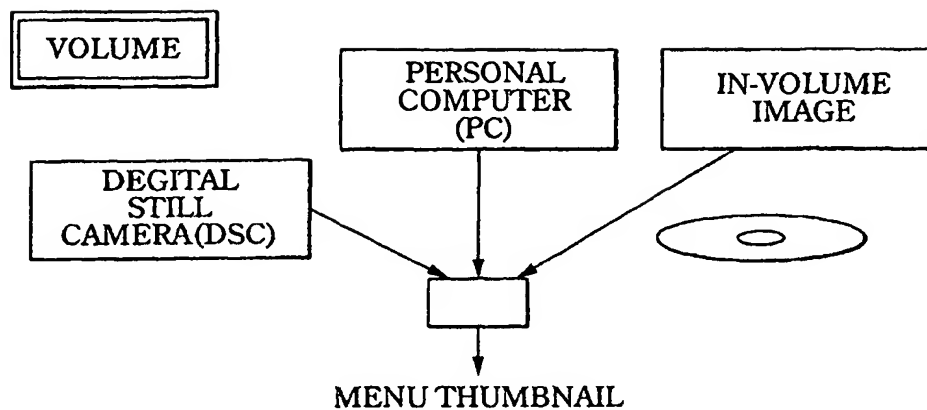 VOLUME
PERSONAL
COMPUTER
(PC)
IN-VOLUME
IMAGE
DEGITAL
STILL
CAMERA(DSC)
MENU THUMBNAIL